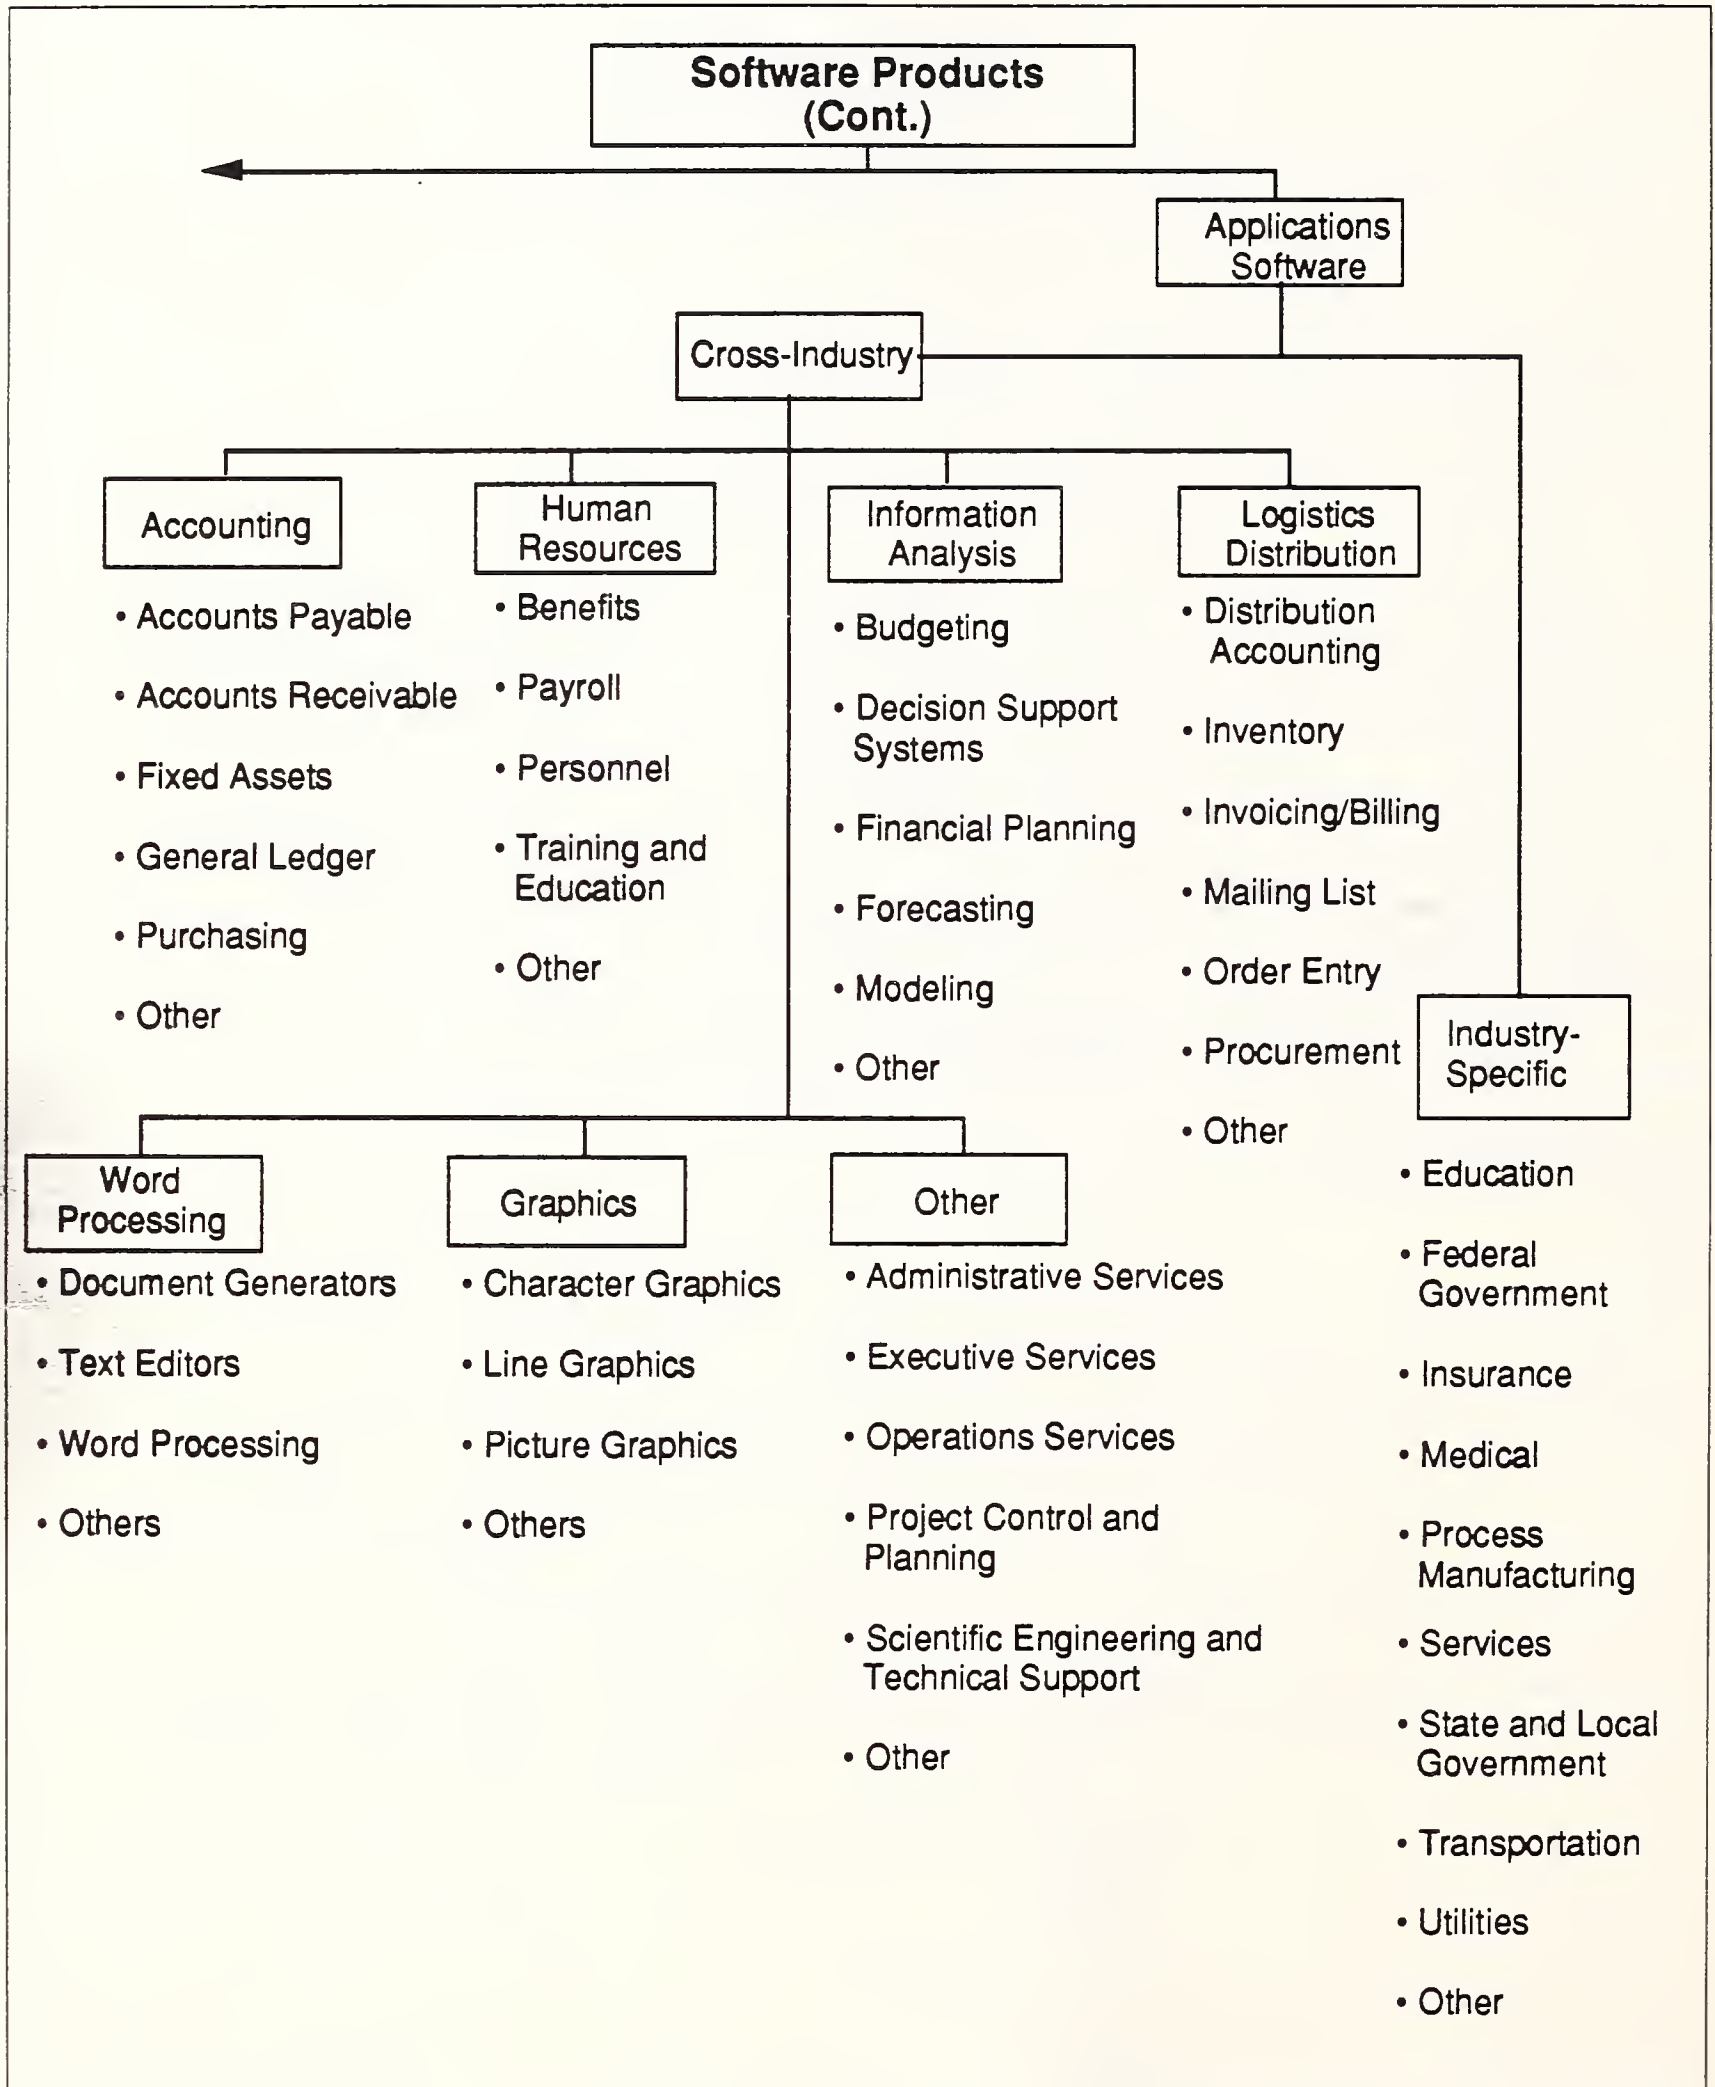 Software Products
(Cont.)
Applications
Software
Cross-Industry
Accounting
• Accounts Payable
• Accounts Receivable
• Fixed Assets
• General Ledger
• Purchasing
• Other
Human
Resources
• Benefits
• Payroll
• Personnel
• Training and
Education
• Other
Information
Analysis
• Budgeting
• Decision Support
Systems
• Financial Planning
• Forecasting
• Modeling
• Other
Logistics
Distribution
• Distribution
Accounting
• Inventory
• Invoicing/Billing
• Mailing List
• Order Entry
• Procurement
• Other
Word
Processing
• Document Generators
• Text Editors
• Word Processing
• Others
Graphics
• Character Graphics
• Line Graphics
• Picture Graphics
• Others
Other
• Administrative Services
• Executive Services
• Operations Services
• Project Control and
Planning
• Scientific Engineering and
Technical Support
• Other
Industry-
Specific
• Education
• Federal
Government
• Insurance
• Medical
• Process
Manufacturing
• Services
• State and Local
Government
• Transportation
• Utilities
• Other